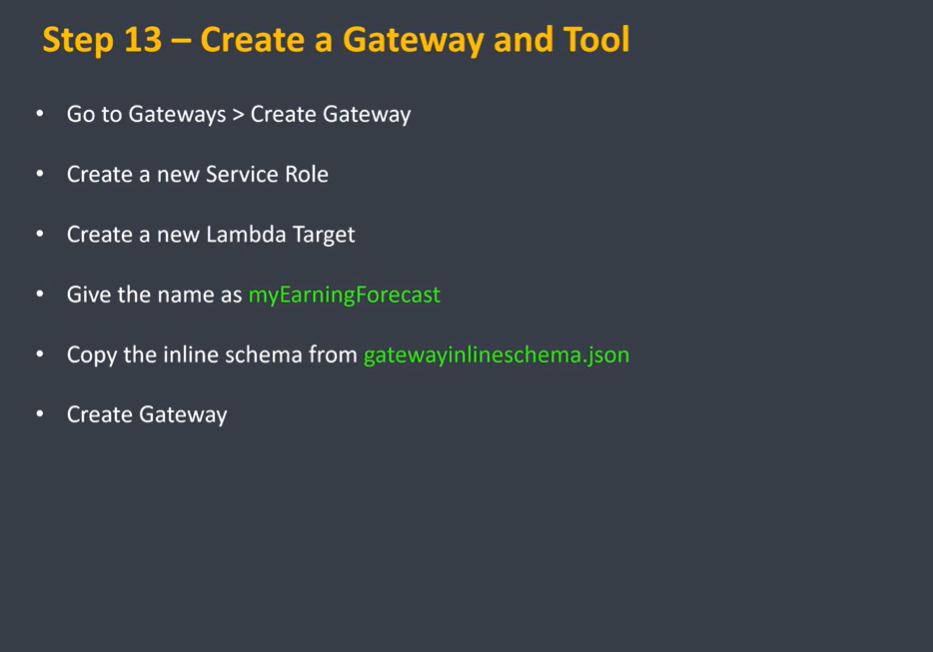 Step 13 – Create a Gateway and Tool
• Go to Gateways > Create Gateway
• Create a new Service Role
• Create a new Lambda Target
• Give the name as myEarningForecast
• Copy the inline schema from gatewayinlineschema.json
• Create Gateway